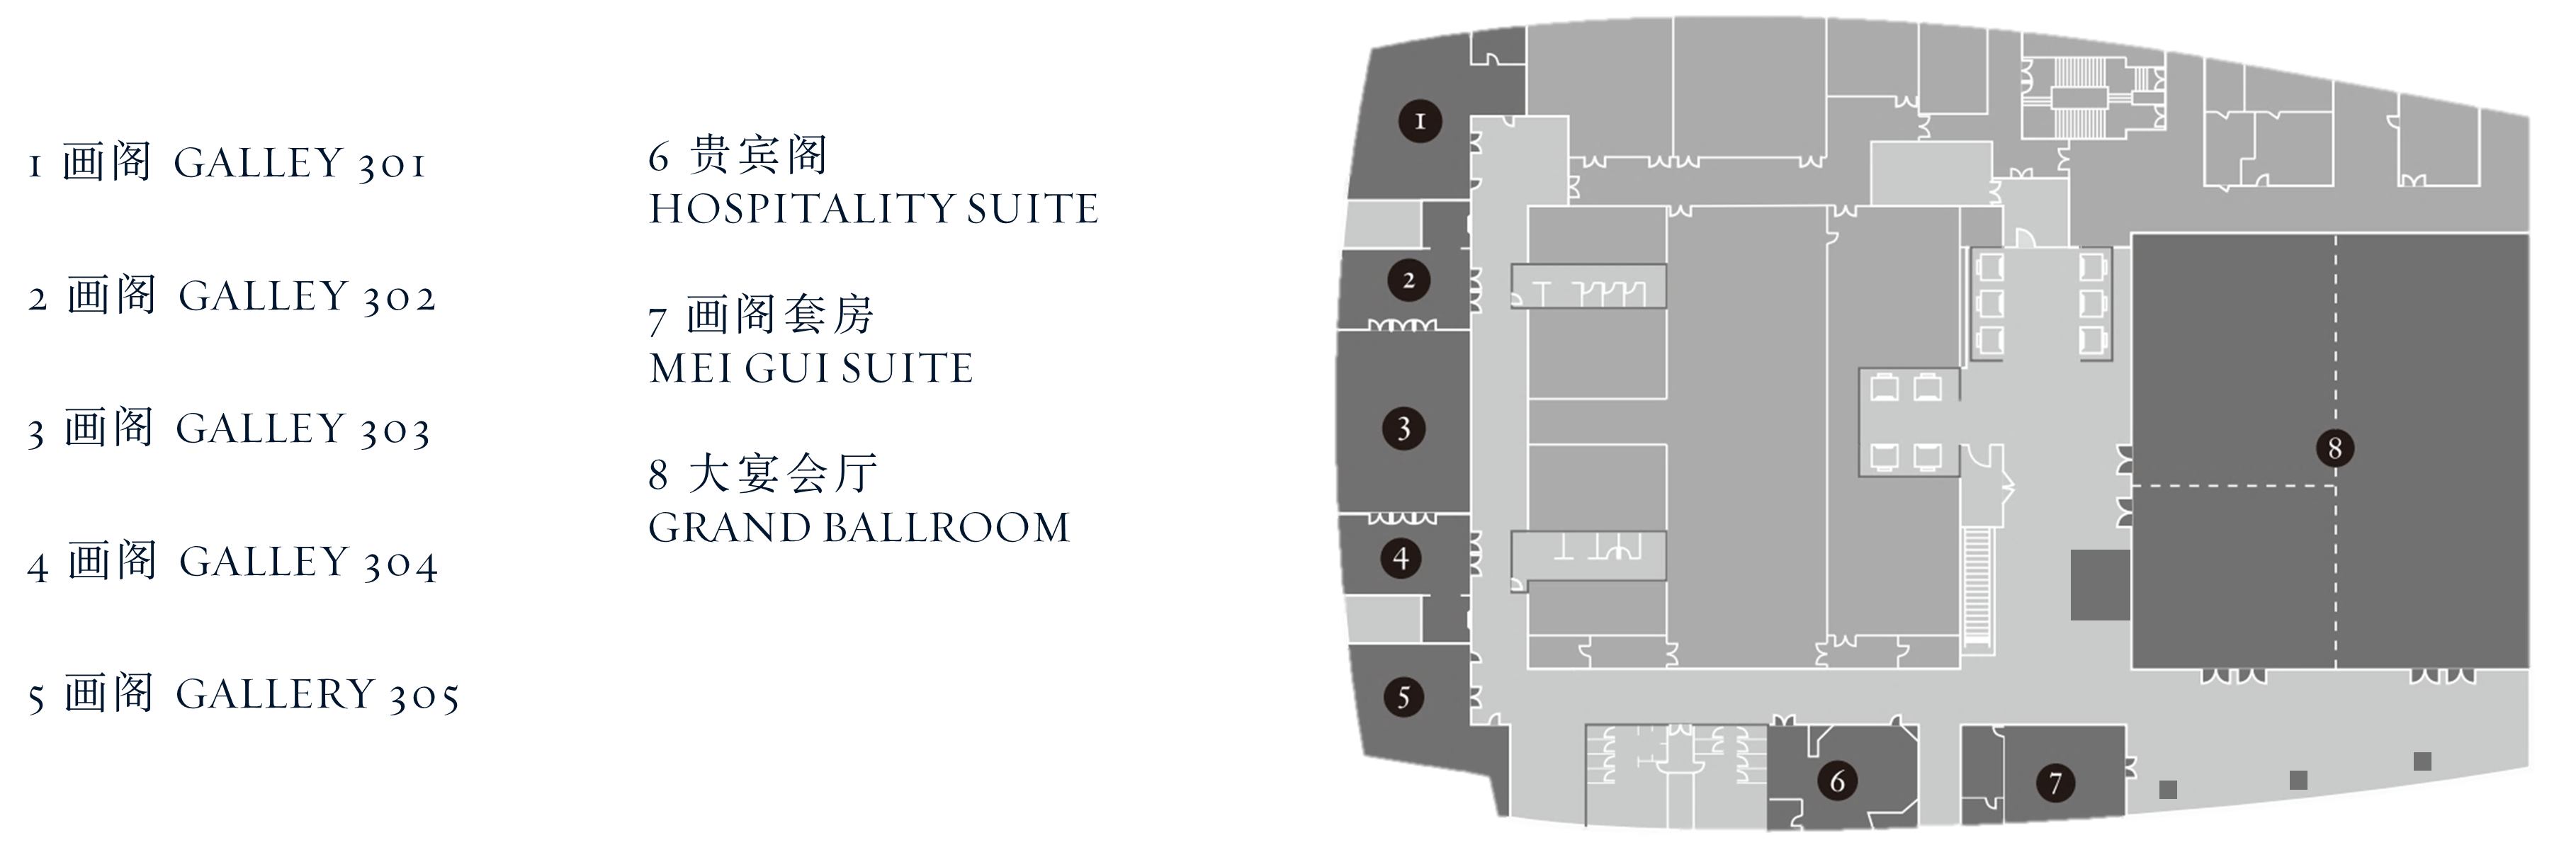 1 画阁 GALLEY 301
2 画阁 GALLEY 302
3 画阁 GALLEY 303
4 画阁 GALLEY 304
5 画阁 GALLERY 305
6 贵宾阁
HOSPITALITY SUITE
7 画阁套房
MEI GUI SUITE
8 大宴会厅
GRAND BALLROOM
1
2
3
4
5
6
7
8